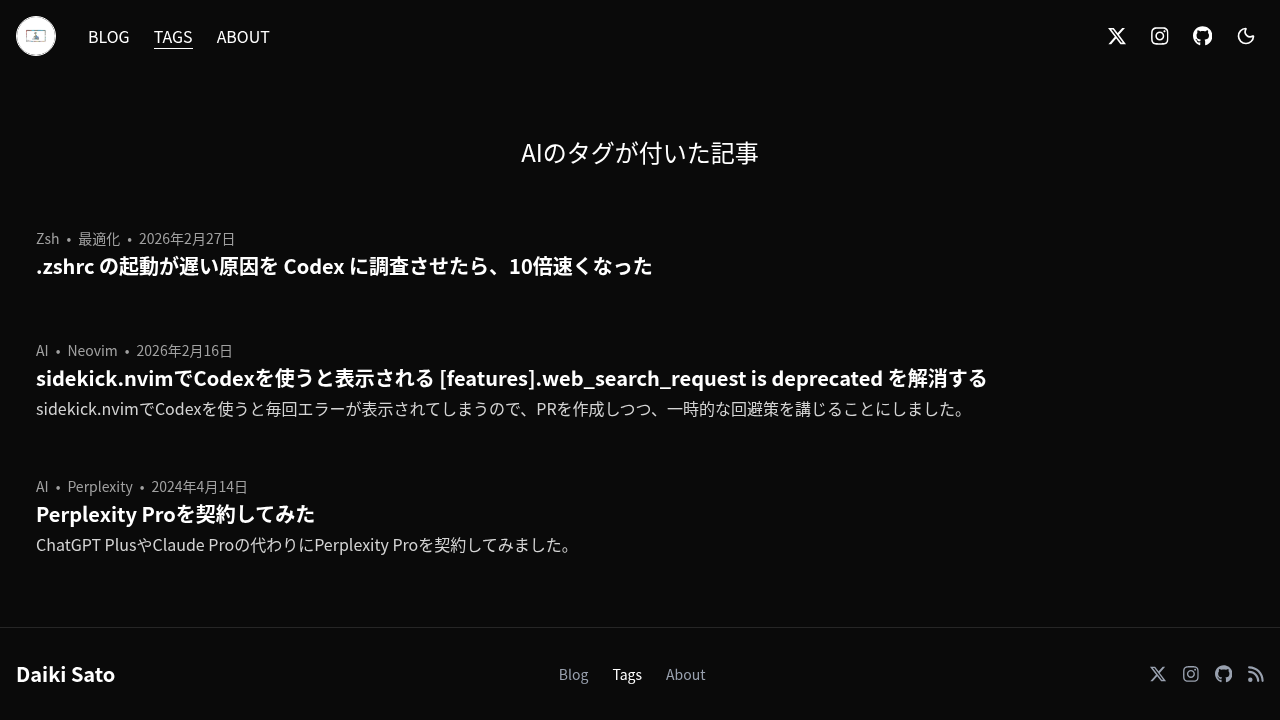 BLOG TAGS ABOUT
AIのタグが付いた記事
Zsh • 最適化 • 2026年2月27日
.zshrc の起動が遅い原因を Codex に調査させたら、10倍速くなった
AI • Neovim • 2026年2月16日
sidekick.nvimでCodexを使うと表示される [features].web_search_request is deprecated を解消する
sidekick.nvimでCodexを使うと毎回エラーが表示されてしまうので、PRを作成しつつ、一時的な回避策を講じることにしました。
AI • Perplexity • 2024年4月14日
Perplexity Proを契約してみた
ChatGPT PlusやClaude Proの代わりにPerplexity Proを契約してみました。
Daiki Sato
Blog Tags About